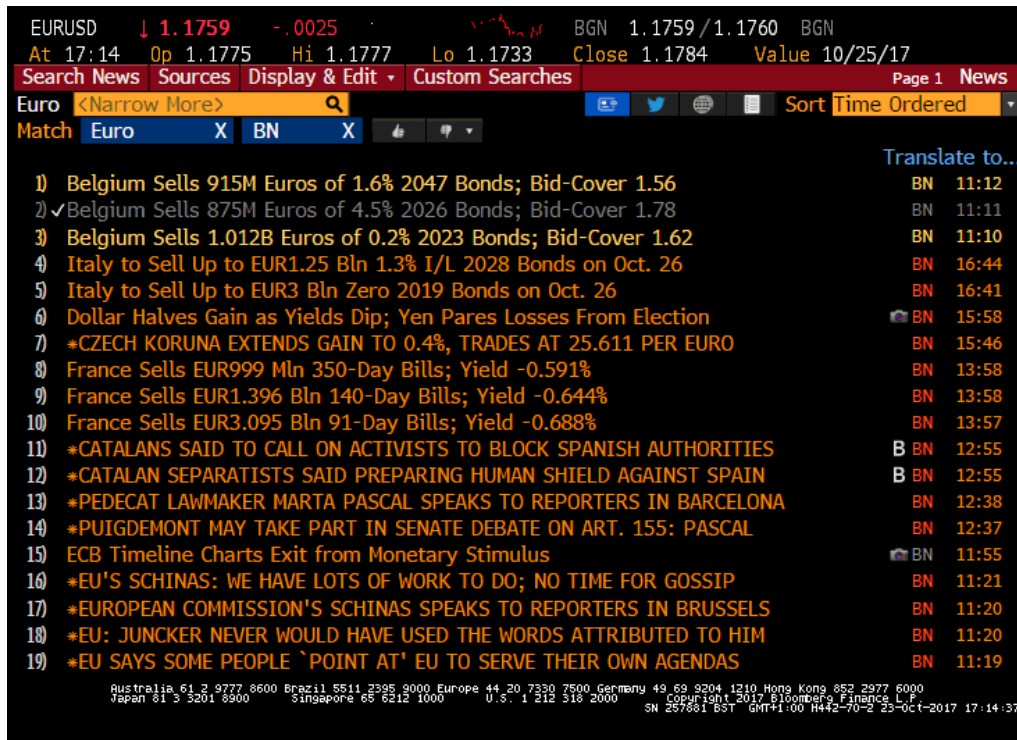 EURUSD ↓ 1.1759 -.0025 BGN 1.1759/1.1760 BGN
At 17:14 Op 1.1775 Hi 1.1777 Lo 1.1733 Close 1.1784 Value 10/25/17
Search News Sources Display & Edit Custom Searches Page 1 News
Euro <Narrow More> Sort Time Ordered
Match Euro X BN X
Translate to...
1) Belgium Sells 915M Euros of 1.6% 2047 Bonds; Bid-Cover 1.56 BN 11:12
2) ✓Belgium Sells 875M Euros of 4.5% 2026 Bonds; Bid-Cover 1.78 BN 11:11
3) Belgium Sells 1.012B Euros of 0.2% 2023 Bonds; Bid-Cover 1.62 BN 11:10
4) Italy to Sell Up to EUR1.25 Bln 1.3% I/L 2028 Bonds on Oct. 26 BN 16:44
5) Italy to Sell Up to EUR3 Bln Zero 2019 Bonds on Oct. 26 BN 16:41
6) Dollar Halves Gain as Yields Dip; Yen Pares Losses From Election BN 15:58
7) *CZECH KORUNA EXTENDS GAIN TO 0.4%, TRADES AT 25.611 PER EURO BN 15:46
8) France Sells EUR999 Mln 350-Day Bills; Yield -0.591% BN 13:58
9) France Sells EUR1.396 Bln 140-Day Bills; Yield -0.644% BN 13:58
10) France Sells EUR3.095 Bln 91-Day Bills; Yield -0.688% BN 13:57
11) *CATALANS SAID TO CALL ON ACTIVISTS TO BLOCK SPANISH AUTHORITIES B BN 12:55
12) *CATALAN SEPARATISTS SAID PREPARING HUMAN SHIELD AGAINST SPAIN B BN 12:55
13) *PEDECAT LAWMAKER MARTA PASCAL SPEAKS TO REPORTERS IN BARCELONA BN 12:38
14) *PUIGDEMONT MAY TAKE PART IN SENATE DEBATE ON ART. 155: PASCAL BN 12:37
15) ECB Timeline Charts Exit from Monetary Stimulus BN 11:55
16) *EU'S SCHINAS: WE HAVE LOTS OF WORK TO DO; NO TIME FOR GOSSIP BN 11:21
17) *EUROPEAN COMMISSION'S SCHINAS SPEAKS TO REPORTERS IN BRUSSELS BN 11:20
18) *EU: JUNCKER NEVER WOULD HAVE USED THE WORDS ATTRIBUTED TO HIM BN 11:20
19) *EU SAYS SOME PEOPLE `POINT AT' EU TO SERVE THEIR OWN AGENDAS BN 11:19
Australia 61 2 9777 8600 Brazil 5511 2395 9000 Europe 44 20 7330 7500 Germany 49 69 9204 1210 Hong Kong 852 2977 6000
Japan 81 3 3201 8900 Singapore 65 6212 1000 U.S. 1 212 318 2000 Copyright 2017 Bloomberg Finance L.P.
SN 257881 BST GMT+1:00 H442-70-2 23-Oct-2017 17:14:37